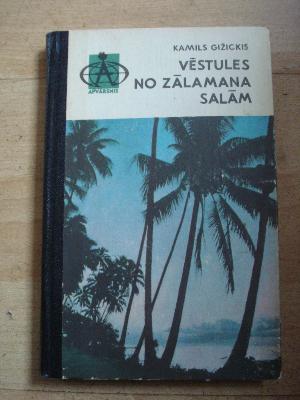 KAMILS GIŽICKIS
VĒSTULES
NO ZĀLAMANA
SALĀM
APVĀRSNIS